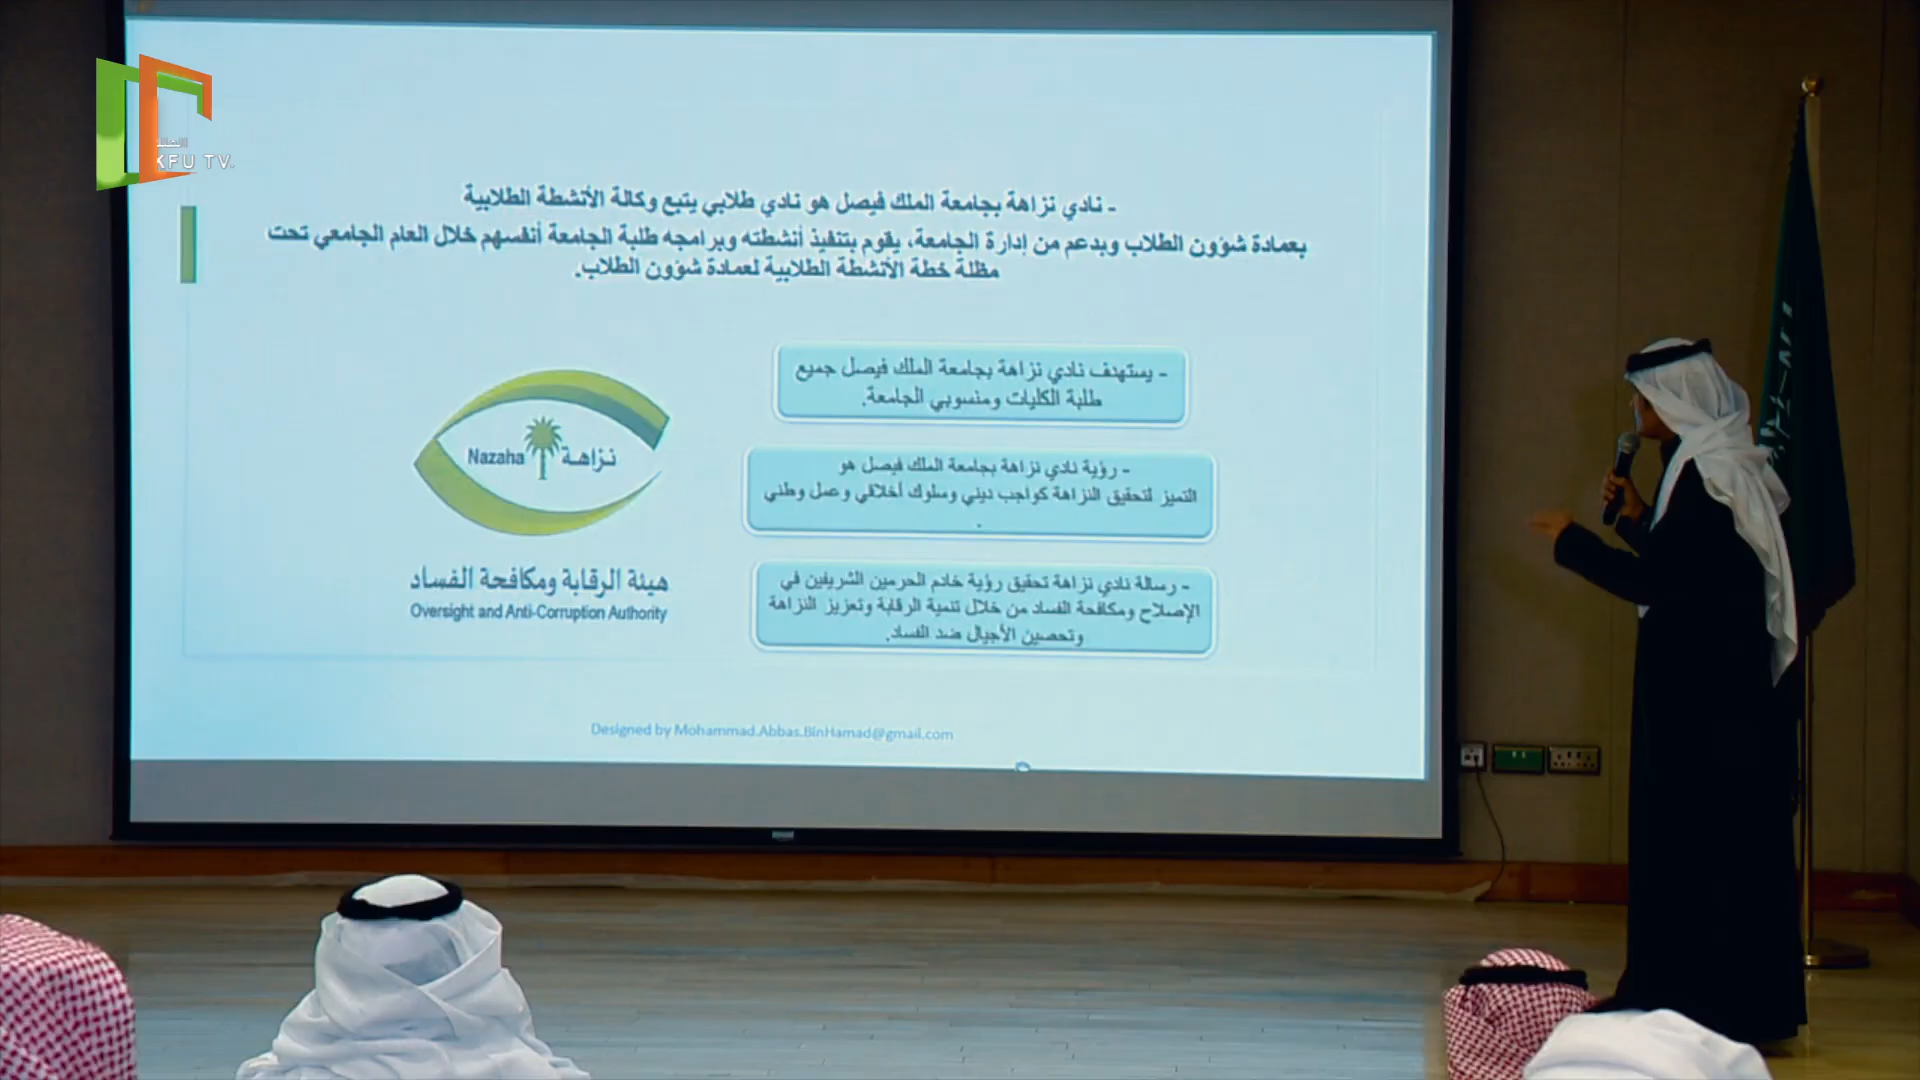 KFU TV.
- نادي نزاهة بجامعة الملك فيصل هو نادي طلابي يتبع وكالة الأنشطة الطلابية
بعمادة شؤون الطلاب وبدعم من إدارة الجامعة، يقوم بتنفيذ أنشطته وبرامجه طلبة الجامعة أنفسهم خلال العام الجامعي تحت
مظلة خطة الأنشطة الطلابية لعمادة شؤون الطلاب.
- يستهدف نادي نزاهة بجامعة الملك فيصل جميع
طلبة الكليات ومنسوبي الجامعة.
- رؤية نادي نزاهة بجامعة الملك فيصل هو
التميز لتحقيق النزاهة كواجب ديني وسلوك أخلاقي وعمل وطني
.
- رسالة نادي نزاهة تحقيق رؤية خادم الحرمين الشريفين في
الإصلاح ومكافحة الفساد من خلال تنمية الرقابة وتعزيز النزاهة
وتحصين الأجيال ضد الفساد.
نزاهة Nazaha
هيئة الرقابة ومكافحة الفساد
Oversight and Anti-Corruption Authority
Designed by Mohammad.Abbas.BinHamad@gmail.com